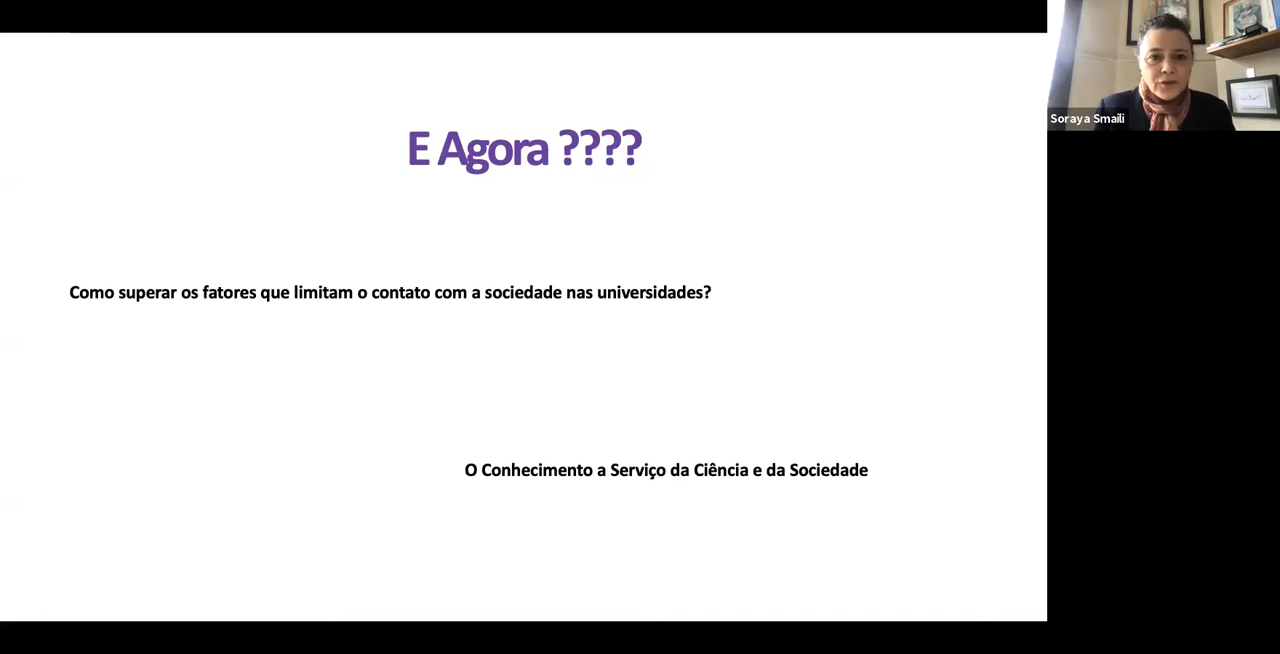 E Agora ????
Como superar os fatores que limitam o contato com a sociedade nas universidades?
O Conhecimento a Serviço da Ciência e da Sociedade
Soraya Smaili